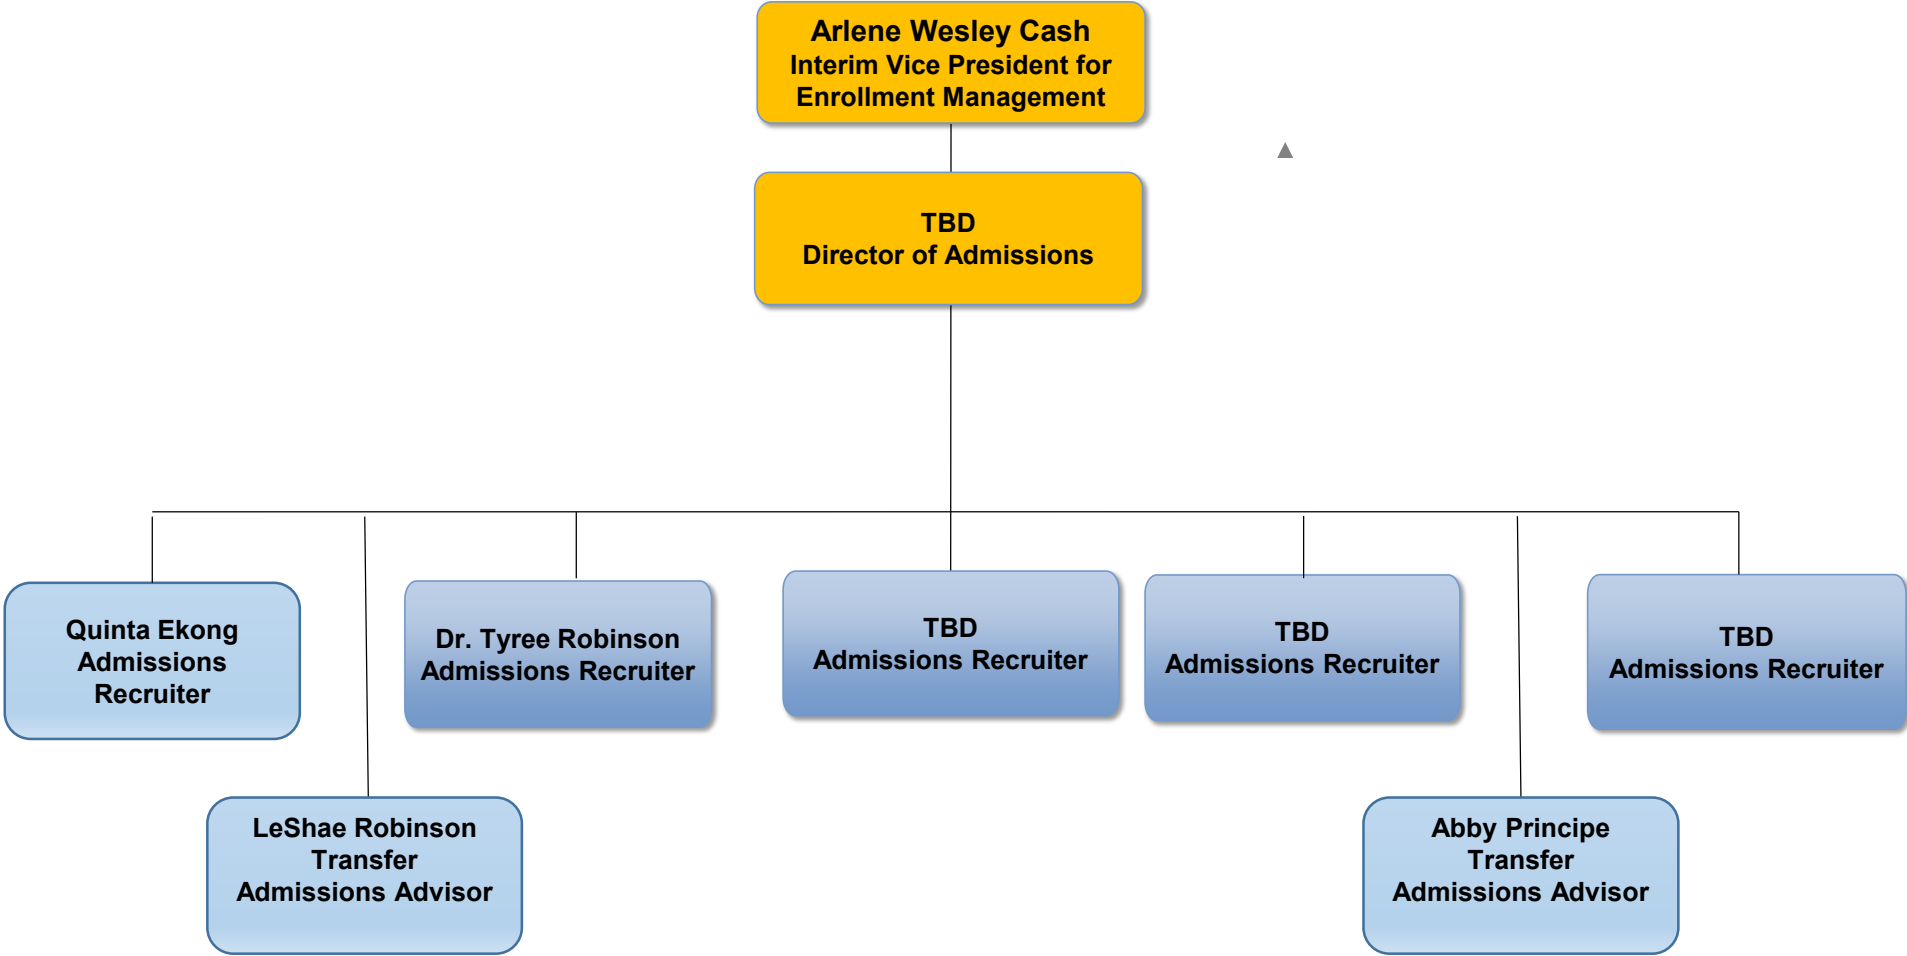 Arlene Wesley Cash
Interim Vice President for
Enrollment Management
TBD
Director of Admissions
Quinta Ekong
Admissions
Recruiter
Dr. Tyree Robinson
Admissions Recruiter
TBD
Admissions Recruiter
TBD
Admissions Recruiter
TBD
Admissions Recruiter
LeShae Robinson
Transfer
Admissions Advisor
Abby Principe
Transfer
Admissions Advisor